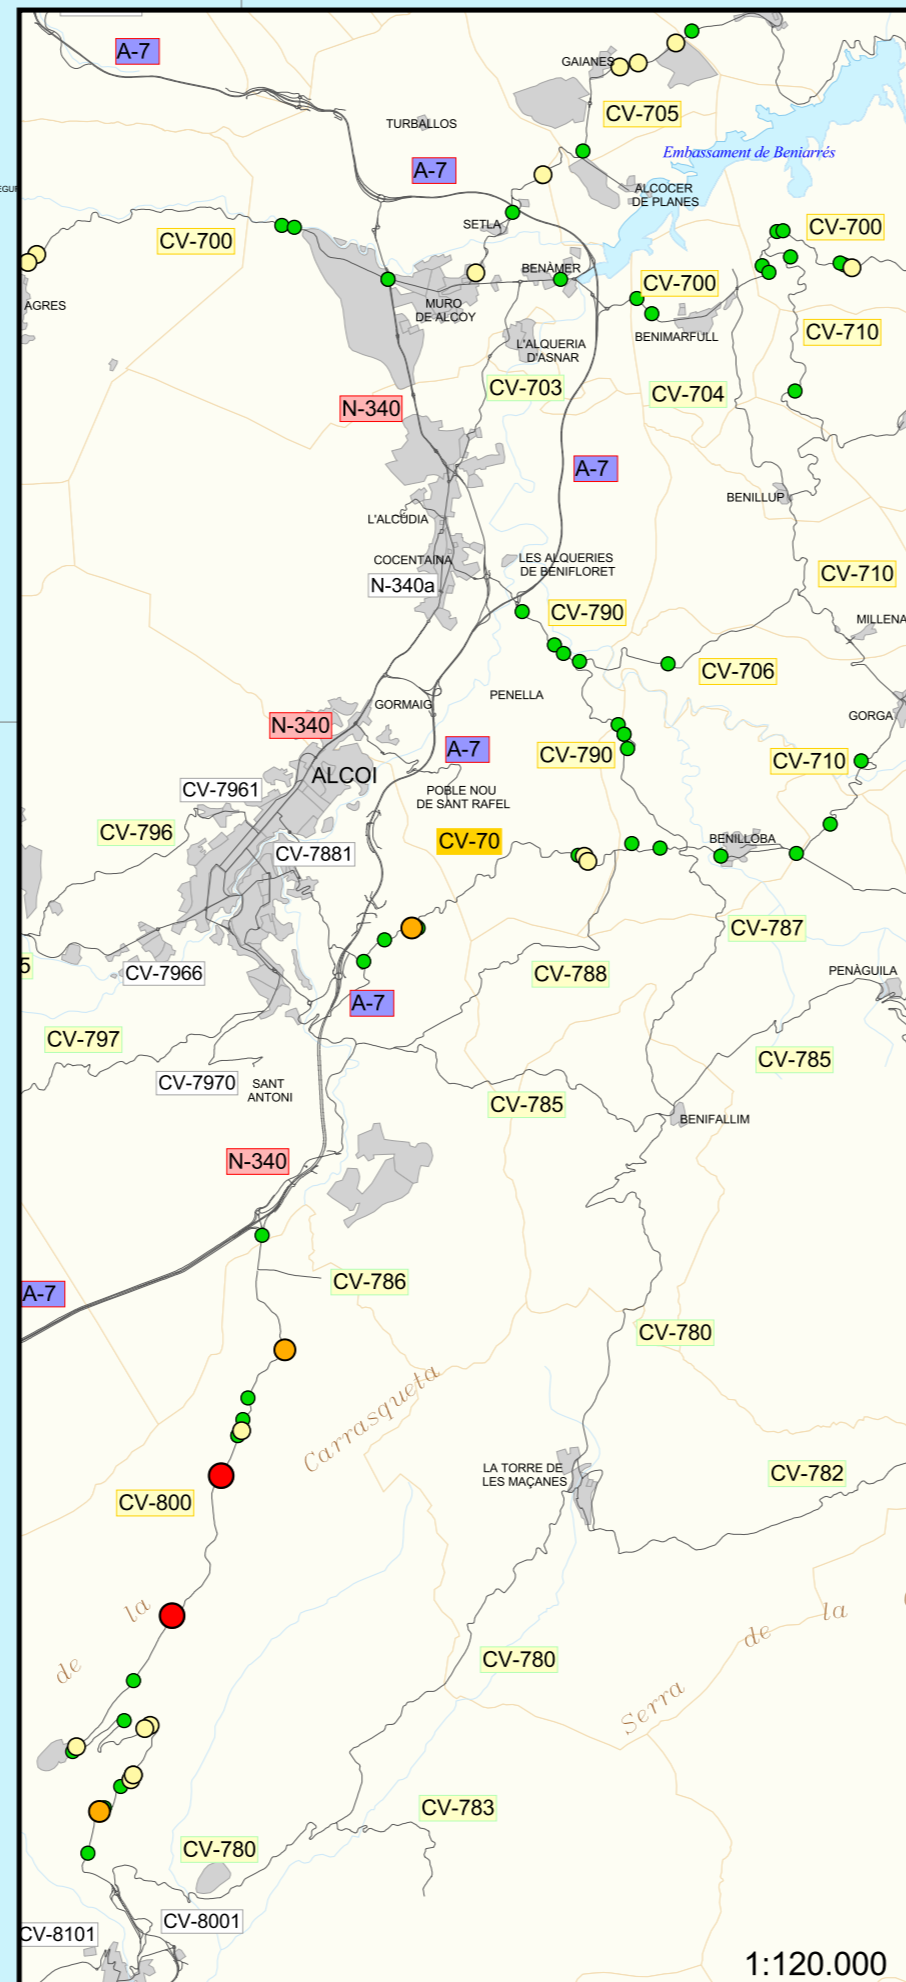 A-7
GAIANES
CV-705
TURBALLOS
Embassament de Beniarrés
A-7
ALCOCER
DE PLANES
SETLA
CV-700
CV-700
BENÀMER
CV-700
AGRES
MURO
DE ALCOY
BENIMARFULL
CV-710
L'ALQUERIA
D'ASNAR
CV-703
CV-704
N-340
A-7
BENILLUP
L'ALCUDIA
COCENTAINA
LES ALQUERIES
DE BENIFLORET
N-340a
CV-710
CV-790
MILLENA
CV-706
PENELLA
GORMAIG
GORGA
N-340
A-7
CV-790
CV-710
ALCOI
CV-7961
POBLE NOU
DE SANT RAFEL
CV-796
CV-70
BENILLOBA
CV-7881
CV-787
5
CV-7966
CV-788
PENÀGUILA
A-7
CV-797
CV-785
CV-7970
SANT
ANTONI
CV-785
BENIFALLIM
N-340
CV-786
A-7
CV-780
Carrasqueta
LA TORRE DE
LES MAÇANES
CV-782
CV-800
la
de
la
de
CV-780
Serra
CV-783
CV-780
CV-8001
CV-8101
1:120.000